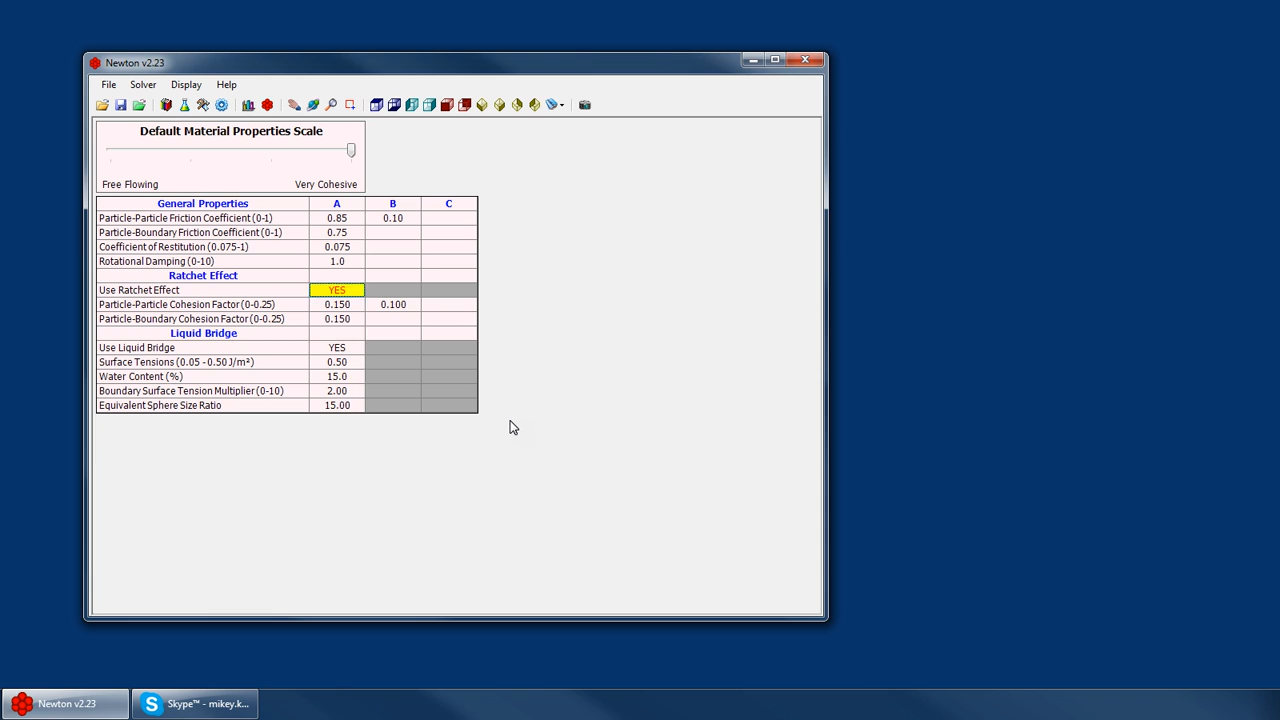 Newton v2.23
File Solver Display Help
Default Material Properties Scale
Free Flowing Very Cohesive
General Properties A B C
Particle-Particle Friction Coefficient (0-1) 0.85 0.10
Particle-Boundary Friction Coefficient (0-1) 0.75
Coefficient of Restitution (0.075-1) 0.075
Rotational Damping (0-10) 1.0
Ratchet Effect
Use Ratchet Effect YES
Particle-Particle Cohesion Factor (0-0.25) 0.150 0.100
Particle-Boundary Cohesion Factor (0-0.25) 0.150
Liquid Bridge
Use Liquid Bridge YES
Surface Tensions (0.05 - 0.50 J/m²) 0.50
Water Content (%) 15.0
Boundary Surface Tension Multiplier (0-10) 2.00
Equivalent Sphere Size Ratio 15.00
Newton v2.23 Skype™ - mikey.k...